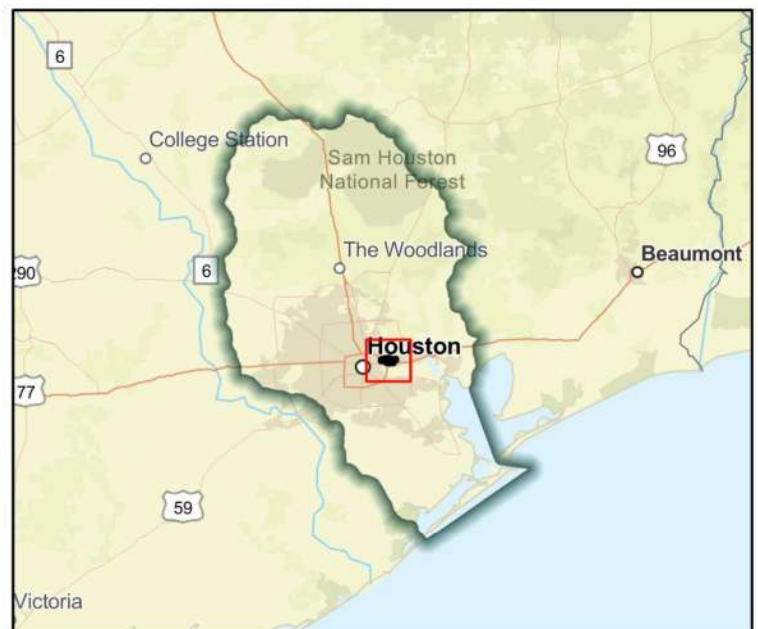 6
College Station
Sam Houston
National Forest
96
The Woodlands
Beaumont
290
6
Houston
77
59
Victoria